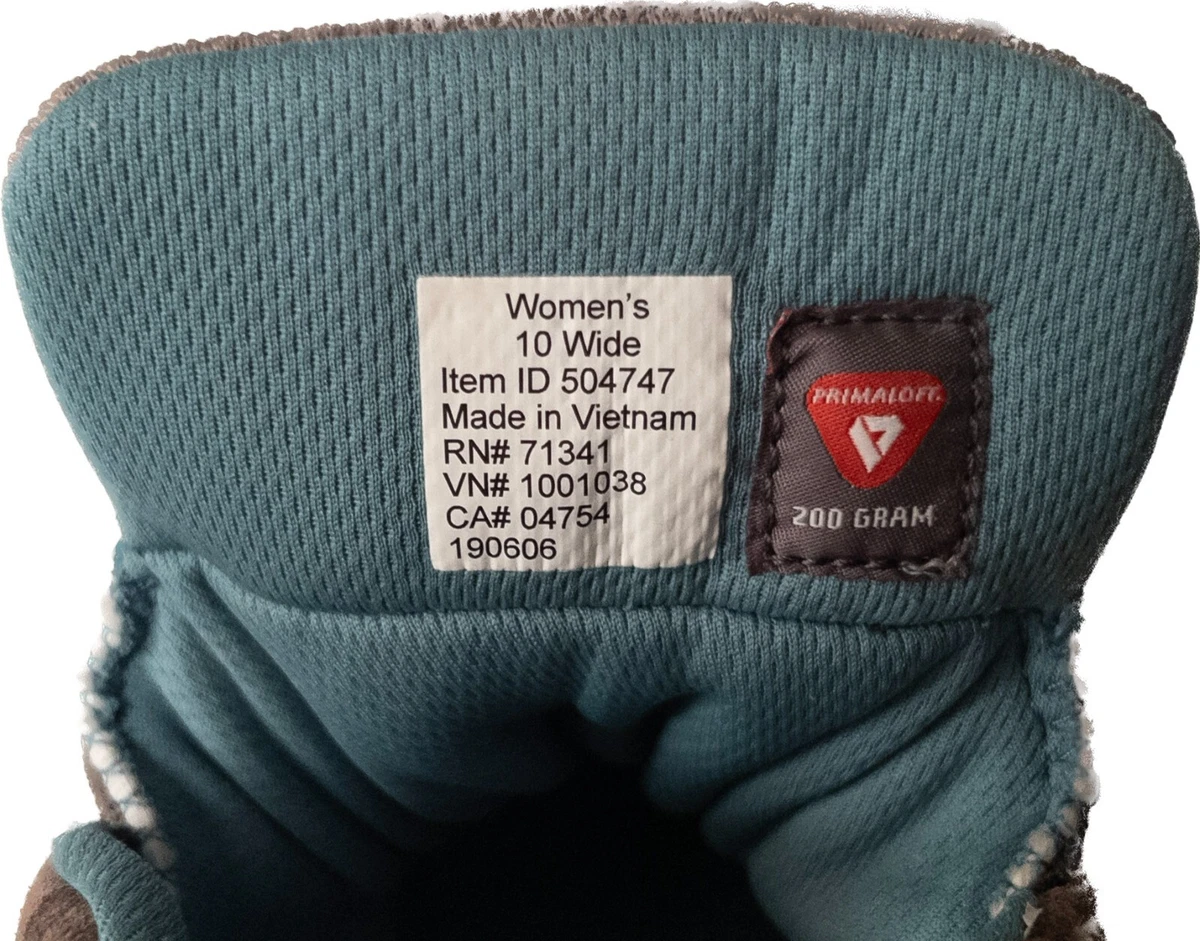 Women's
10 Wide
Item ID 504747
Made in Vietnam
RN# 71341
VN# 1001038
CA# 04754
190606
PRIMALOFT
200 GRAM